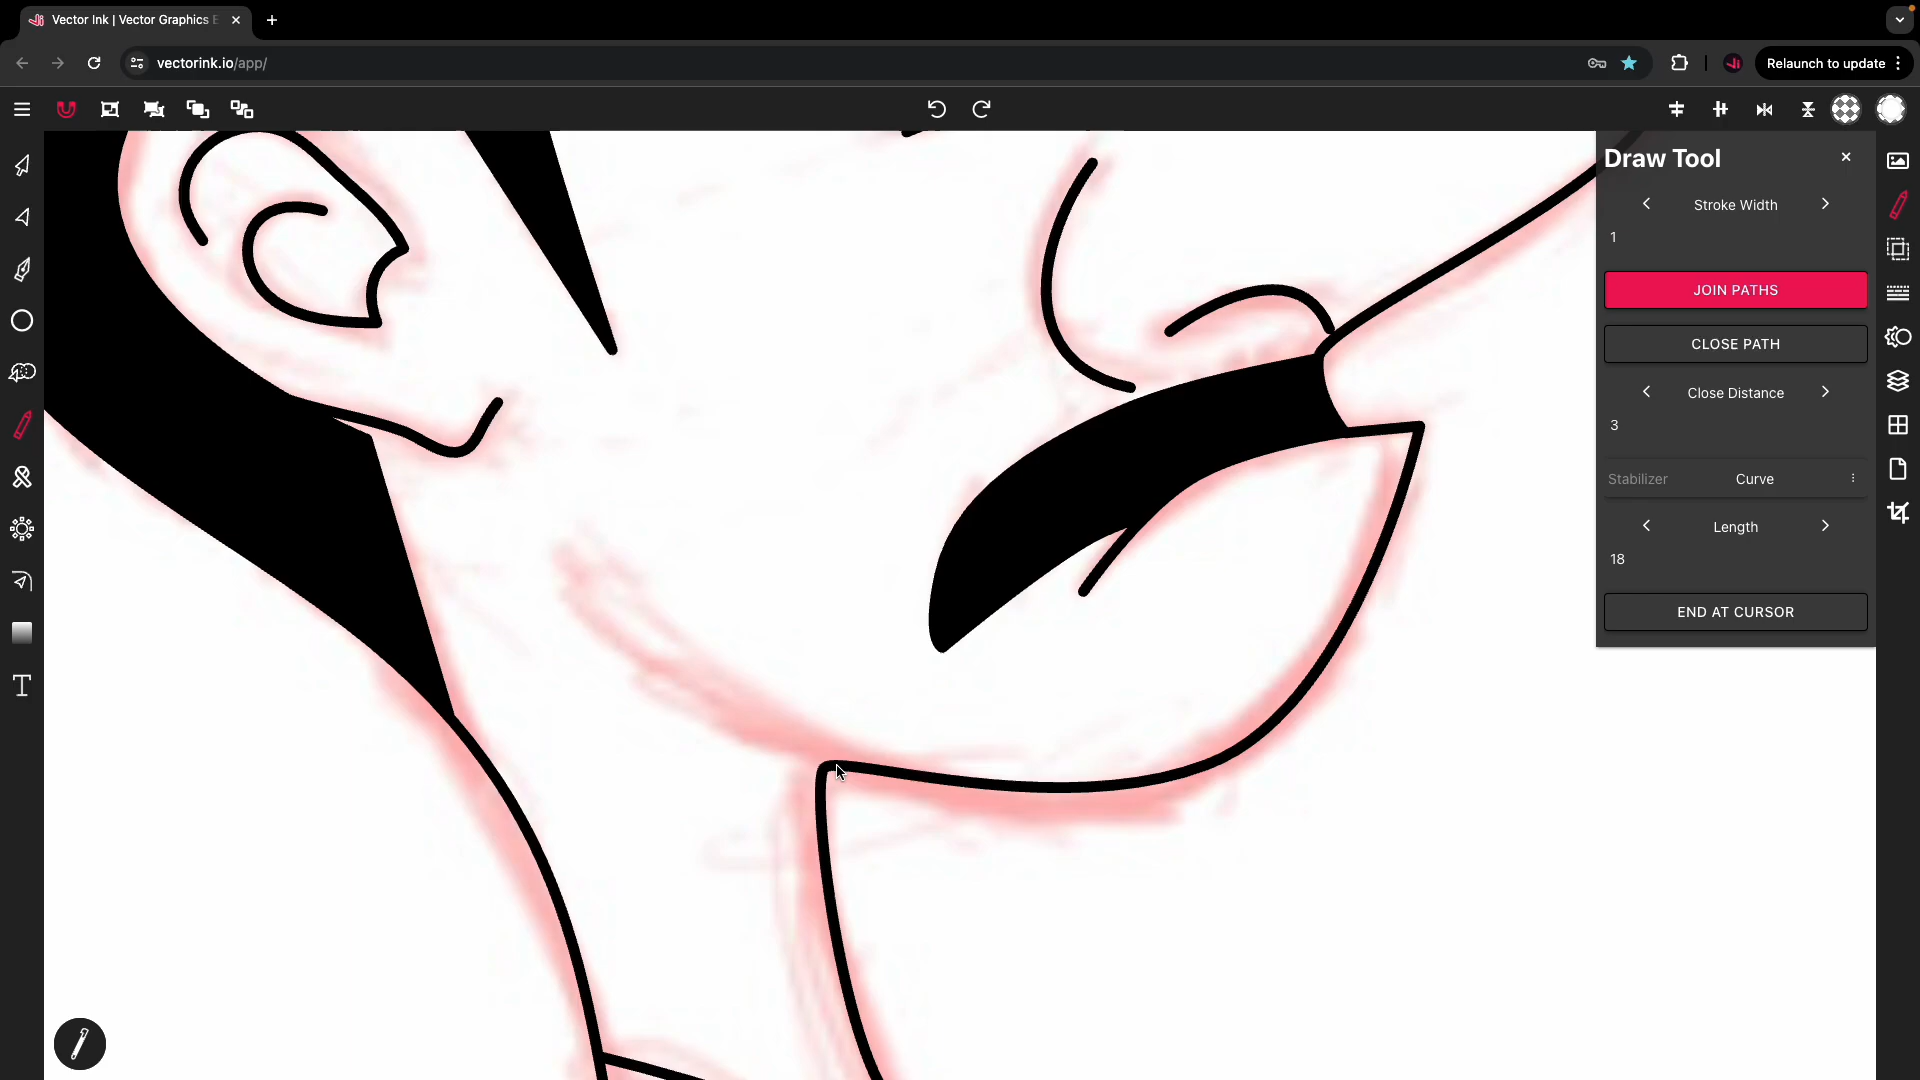 Vector Ink | Vector Graphics E
vectorink.io/app/
Relaunch to update
Draw Tool
Stroke Width
1
JOIN PATHS
CLOSE PATH
Close Distance
3
Stabilizer Curve
Length
18
END AT CURSOR